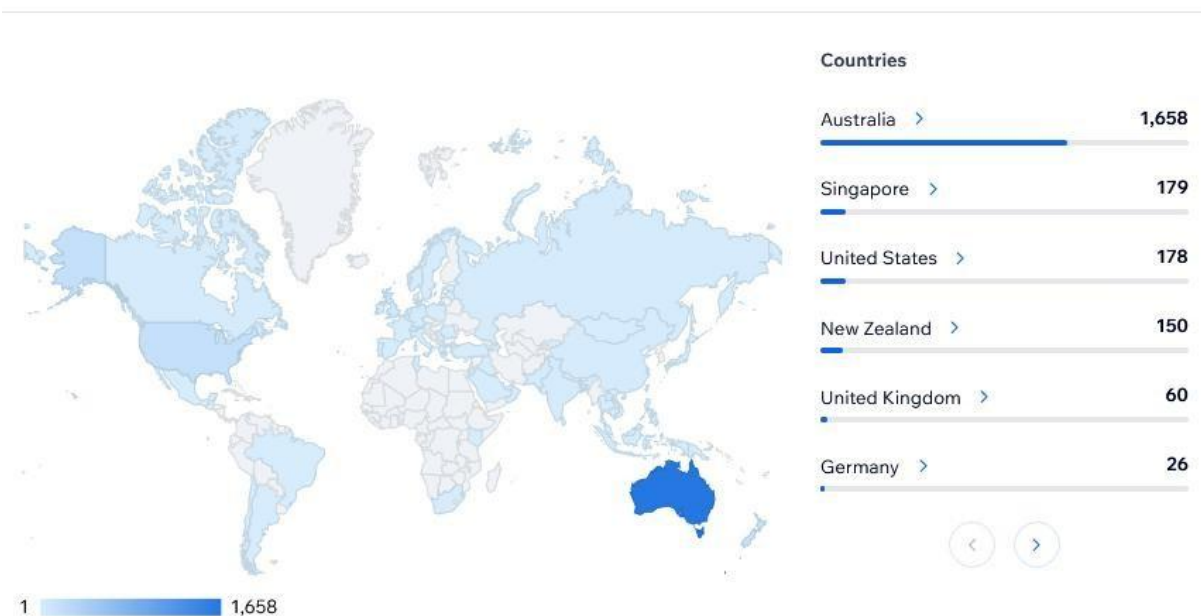 Countries
Australia 1,658
Singapore 179
United States 178
New Zealand 150
United Kingdom 60
Germany 26
1 1,658